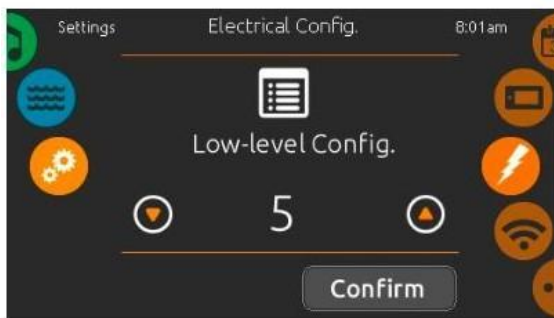 Settings
Electrical Config.
8:01am
Low-level Config.
5
Confirm